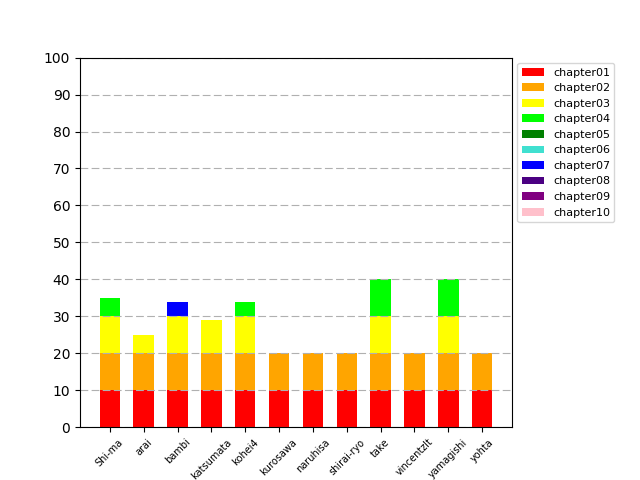 100
90
80
70
60
50
40
30
20
10
0
Shi-ma
arai
bambi
katsumata
kohei4
kurosawa
naruhisa
shirai-ryo
take
vincentzlt
yamagishi
yohta
chapter01
chapter02
chapter03
chapter04
chapter05
chapter06
chapter07
chapter08
chapter09
chapter10